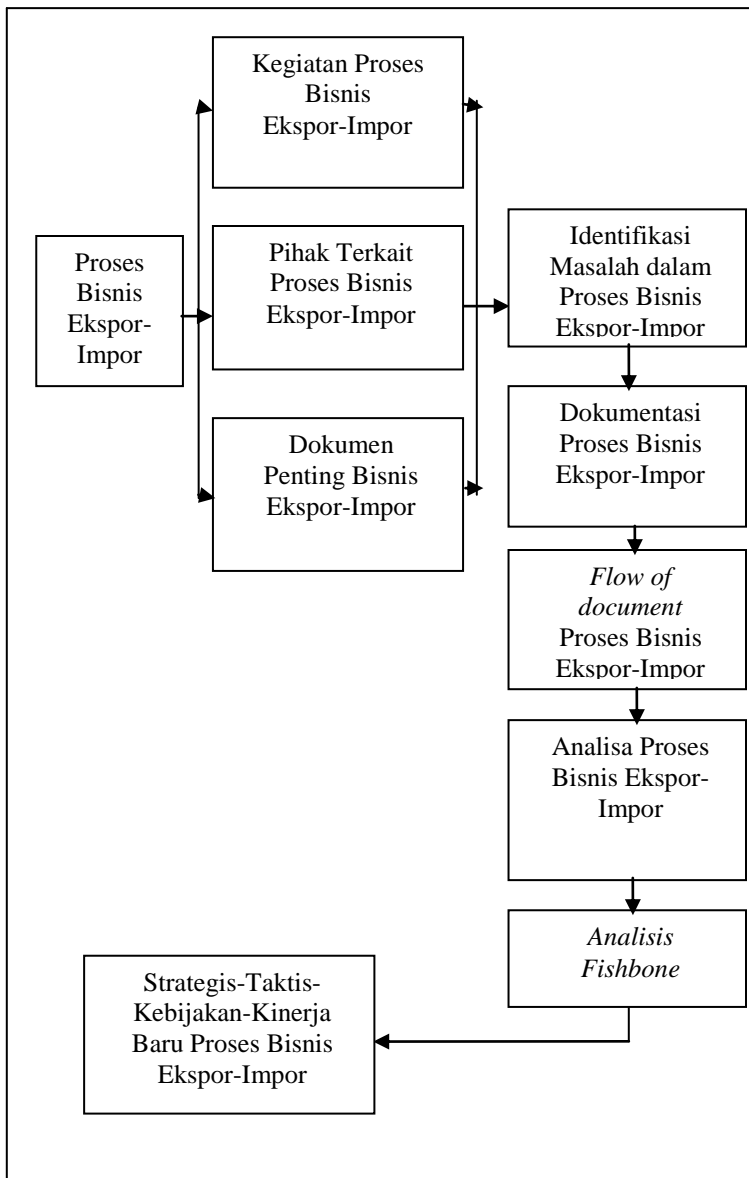 Kegiatan Proses
Bisnis
Ekspor-Impor
Proses
Bisnis
Ekspor-
Impor
Pihak Terkait
Proses Bisnis
Ekspor-Impor
Dokumen
Penting Bisnis
Ekspor-Impor
Identifikasi
Masalah dalam
Proses Bisnis
Ekspor-Impor
Dokumentasi
Proses Bisnis
Ekspor-Impor
Flow of
document
Proses Bisnis
Ekspor-Impor
Analisa Proses
Bisnis Ekspor-
Impor
Analisis
Fishbone
Strategis-Taktis-
Kebijakan-Kinerja
Baru Proses Bisnis
Ekspor-Impor